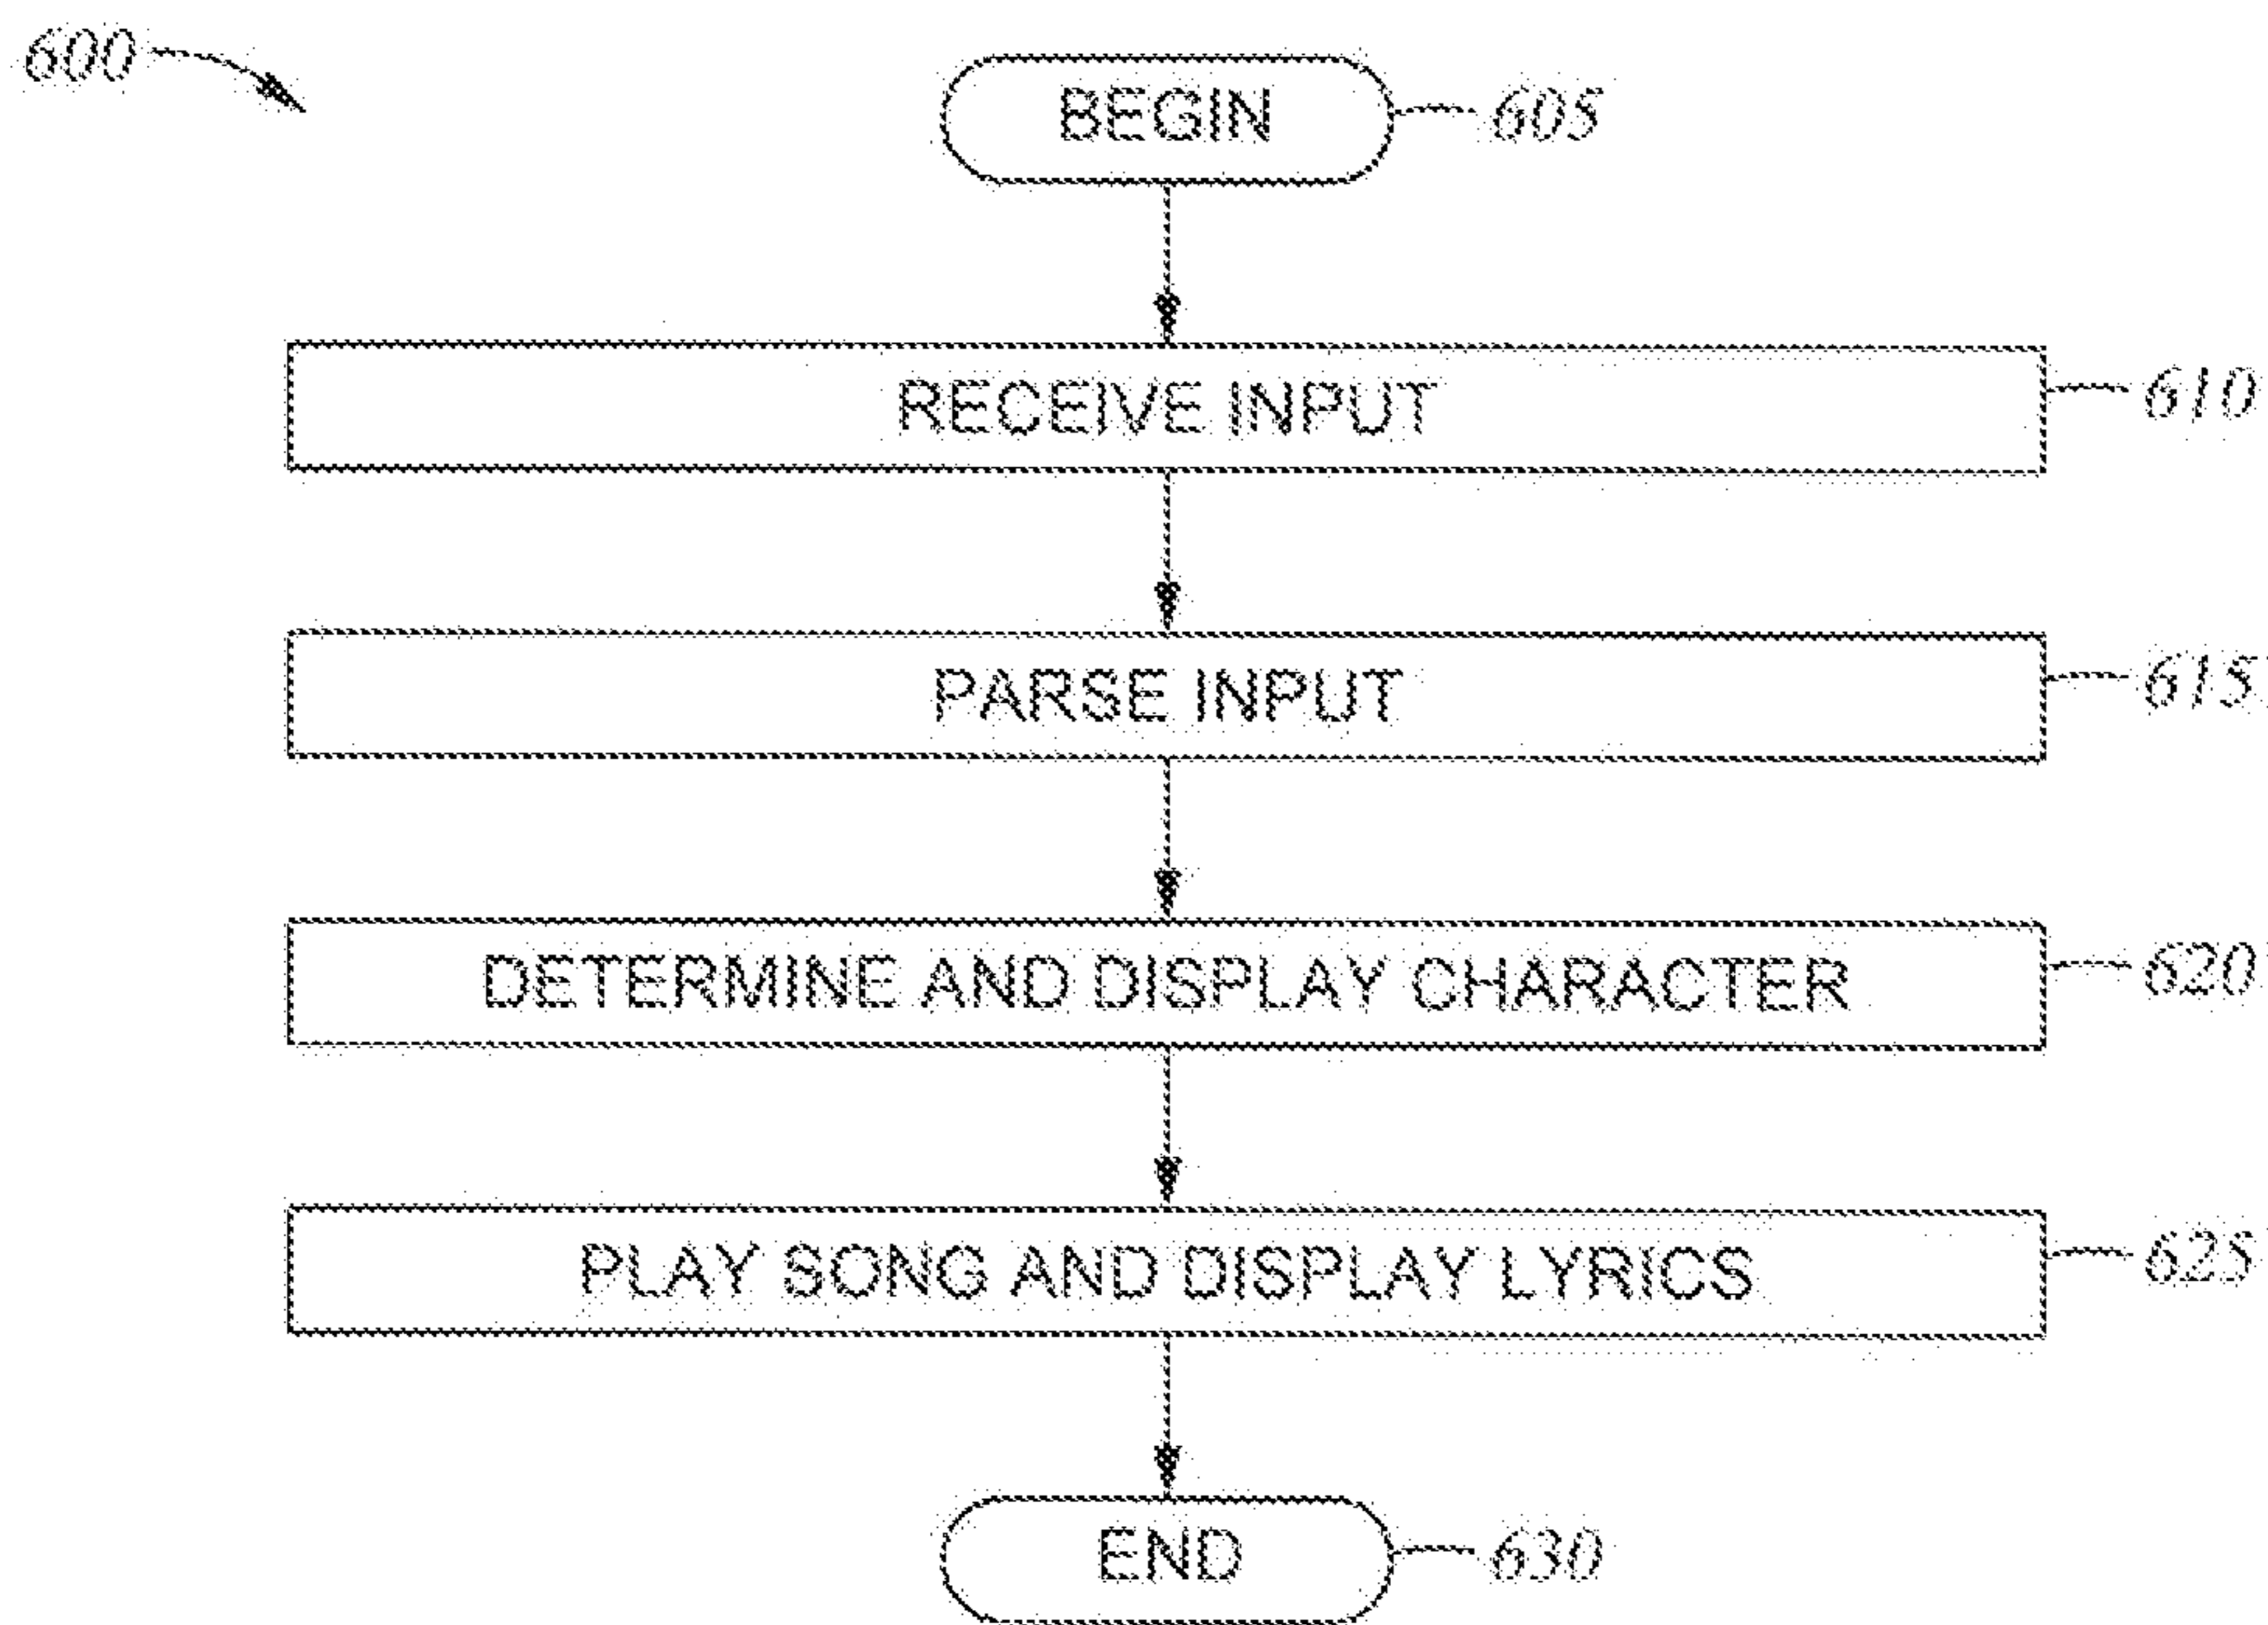 600
BEGIN 605
RECEIVE INPUT 610
PARSE INPUT 615
DETERMINE AND DISPLAY CHARACTER 620
PLAY SONG AND DISPLAY LYRICS 625
END 630